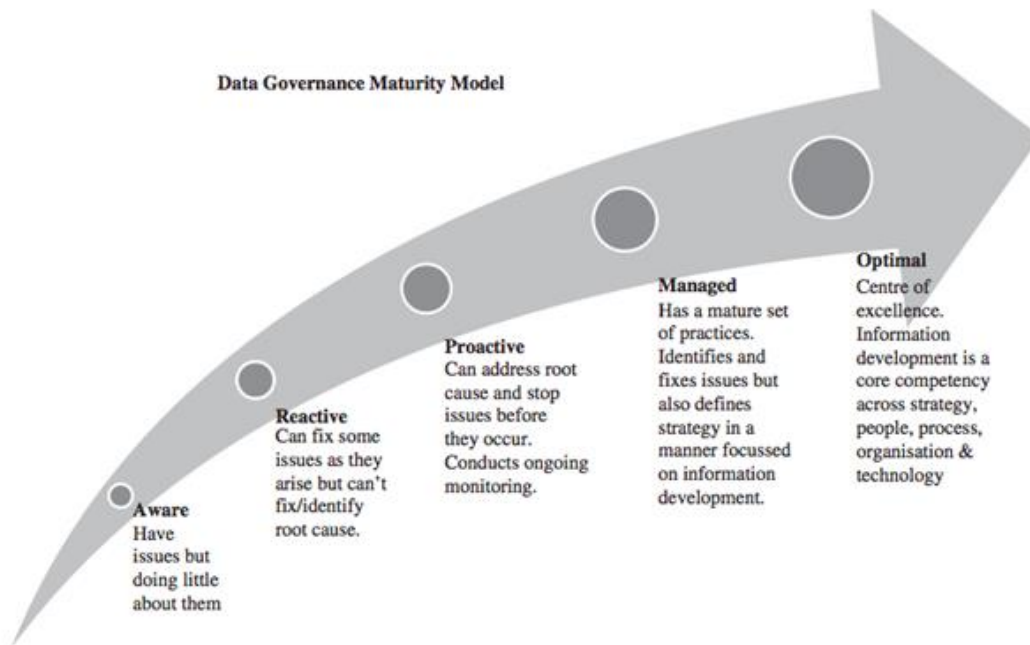 Data Governance Maturity Model
Aware
Have
issues but
doing little
about them
Reactive
Can fix some
issues as they
arise but can't
fix/identify
root cause.
Proactive
Can address root
cause and stop
issues before
they occur.
Conducts ongoing
monitoring.
Managed
Has a mature set
of practices.
Identifies and
fixes issues but
also defines
strategy in a
manner focussed
on information
development.
Optimal
Centre of
excellence.
Information
development is a
core competency
across strategy,
people, process,
organisation &
technology